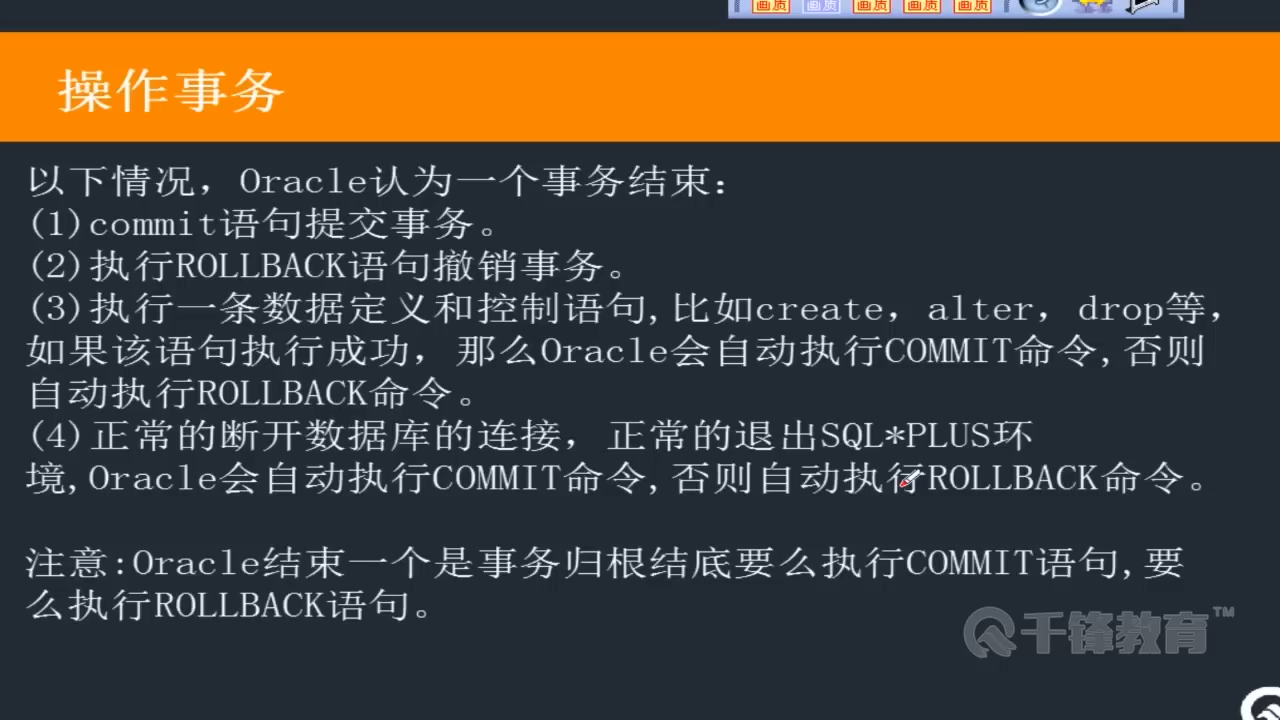 画质 画质 画质 画质 画质
操作事务
以下情况，Oracle认为一个事务结束：
(1)commit语句提交事务。
(2)执行ROLLBACK语句撤销事务。
(3)执行一条数据定义和控制语句,比如create，alter，drop等，
如果该语句执行成功，那么Oracle会自动执行COMMIT命令,否则
自动执行ROLLBACK命令。
(4)正常的断开数据库的连接，正常的退出SQL*PLUS环
境,Oracle会自动执行COMMIT命令,否则自动执行ROLLBACK命令。
注意:Oracle结束一个是事务归根结底要么执行COMMIT语句,要
么执行ROLLBACK语句。
千锋教育™